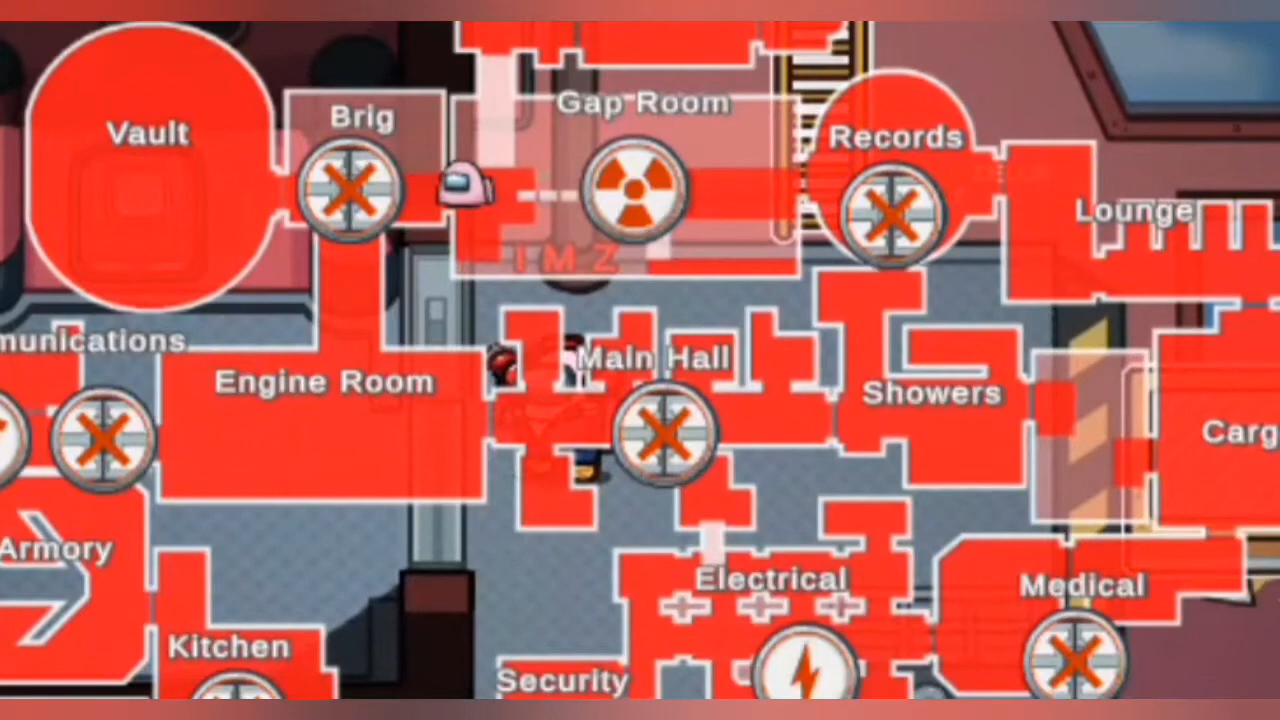 Gap Room
Brig
Vault
Records
Lounge
IMZ
munications
Main Hall
Engine Room
Showers
Carg
Armory
Electrical
Medical
Kitchen
Security